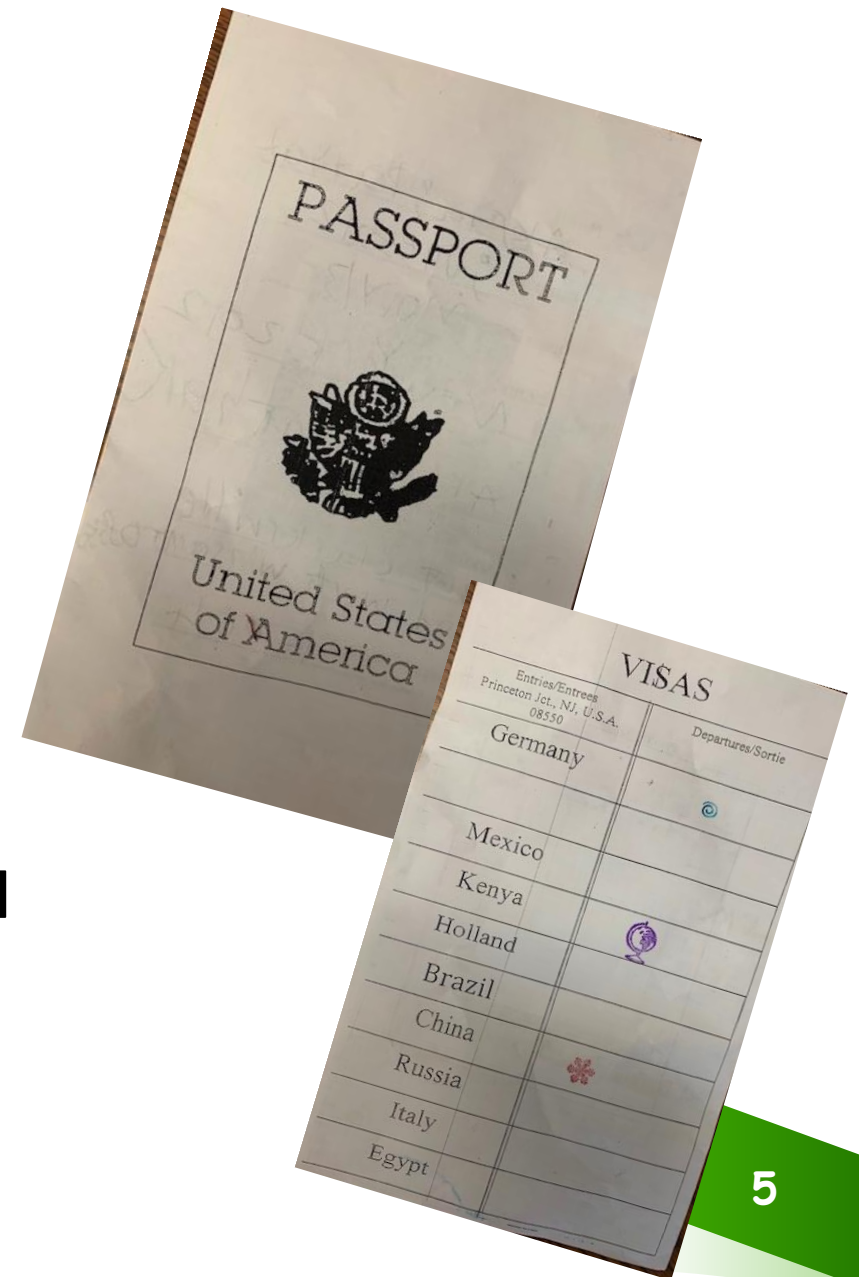 PASSPORT
United States
of America
VISAS
Entries/Entrees
Princeton Jct., NJ, U.S.A.
08550
Departures/Sortie
Germany
Mexico
Kenya
Holland
Brazil
China
Russia
Italy
Egypt
5